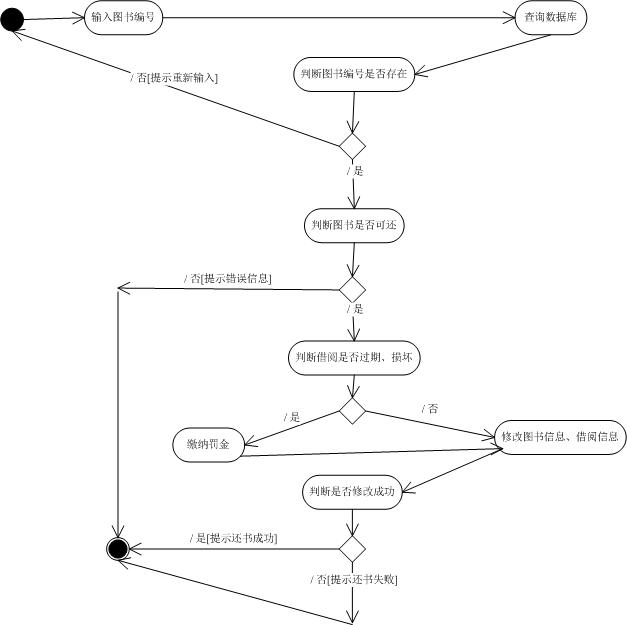 输入图书编号
查询数据库
判断图书编号是否存在
/ 否[提示重新输入]
/ 是
判断图书是否可还
/ 否[提示错误信息]
/ 是
判断借阅是否过期、损坏
/ 是
/ 否
缴纳罚金
修改图书信息、借阅信息
判断是否修改成功
/ 是[提示还书成功]
/ 否[提示还书失败]